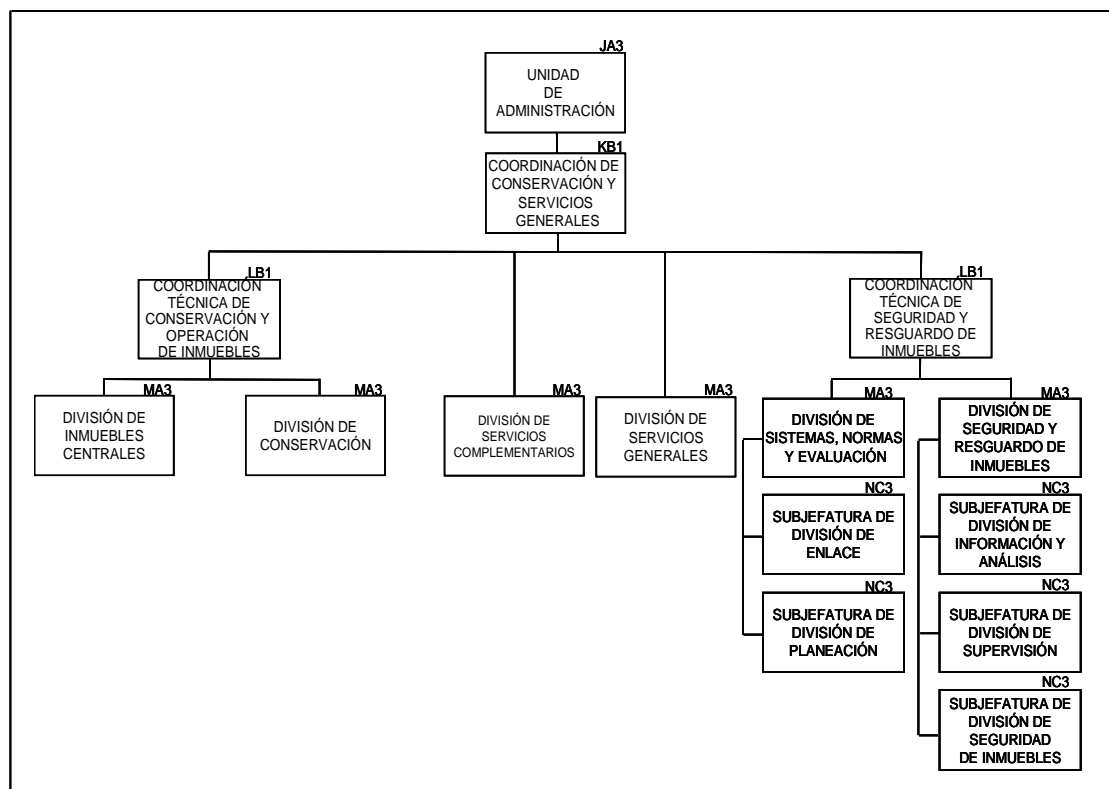 JA3
UNIDAD
DE
ADMINISTRACIÓN
KB1
COORDINACIÓN DE
CONSERVACIÓN Y
SERVICIOS
GENERALES
LB1
COORDINACIÓN
TÉCNICA DE
CONSERVACIÓN Y
OPERACIÓN
DE INMUEBLES
LB1
COORDINACIÓN
TÉCNICA DE
SEGURIDAD Y
RESGUARDO DE
INMUEBLES
MA3
DIVISIÓN DE
INMUEBLES
CENTRALES
MA3
DIVISIÓN DE
CONSERVACIÓN
MA3
DIVISIÓN DE
SERVICIOS
COMPLEMENTARIOS
MA3
DIVISIÓN DE
SERVICIOS
GENERALES
MA3
DIVISIÓN DE
SISTEMAS, NORMAS
Y EVALUACIÓN
MA3
DIVISIÓN DE
SEGURIDAD Y
RESGUARDO DE
INMUEBLES
NC3
SUBJEFATURA DE
DIVISIÓN DE
ENLACE
NC3
SUBJEFATURA DE
DIVISIÓN DE
INFORMACIÓN Y
ANÁLISIS
NC3
SUBJEFATURA DE
DIVISIÓN DE
PLANEACIÓN
NC3
SUBJEFATURA DE
DIVISIÓN DE
SUPERVISIÓN
NC3
SUBJEFATURA DE
DIVISIÓN DE
SEGURIDAD
DE INMUEBLES